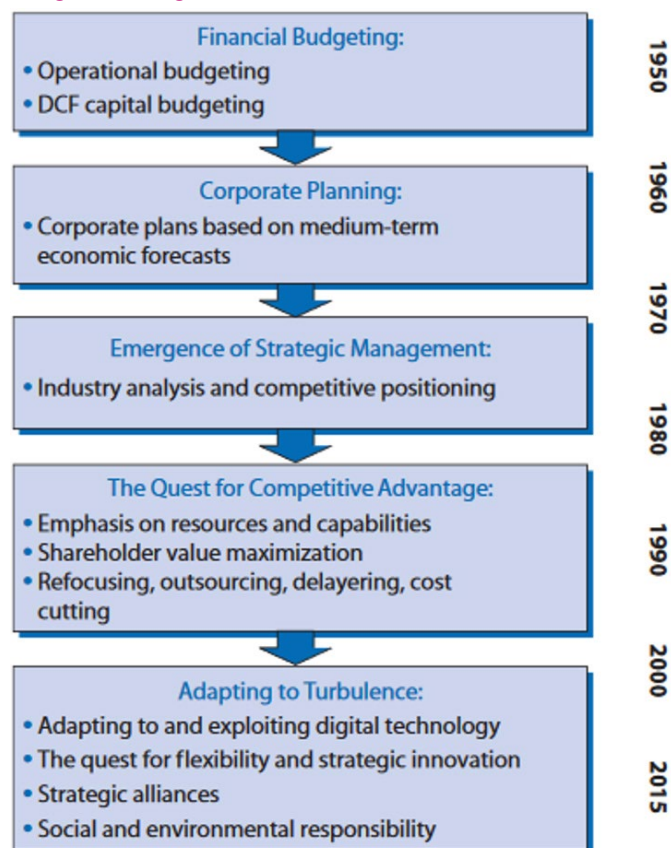 Financial Budgeting:
• Operational budgeting
• DCF capital budgeting
1950
Corporate Planning:
• Corporate plans based on medium-term
economic forecasts
1960
1970
Emergence of Strategic Management:
• Industry analysis and competitive positioning
1980
The Quest for Competitive Advantage:
• Emphasis on resources and capabilities
• Shareholder value maximization
• Refocusing, outsourcing, delayering, cost
cutting
1990
2000
Adapting to Turbulence:
• Adapting to and exploiting digital technology
• The quest for flexibility and strategic innovation
• Strategic alliances
• Social and environmental responsibility
2015